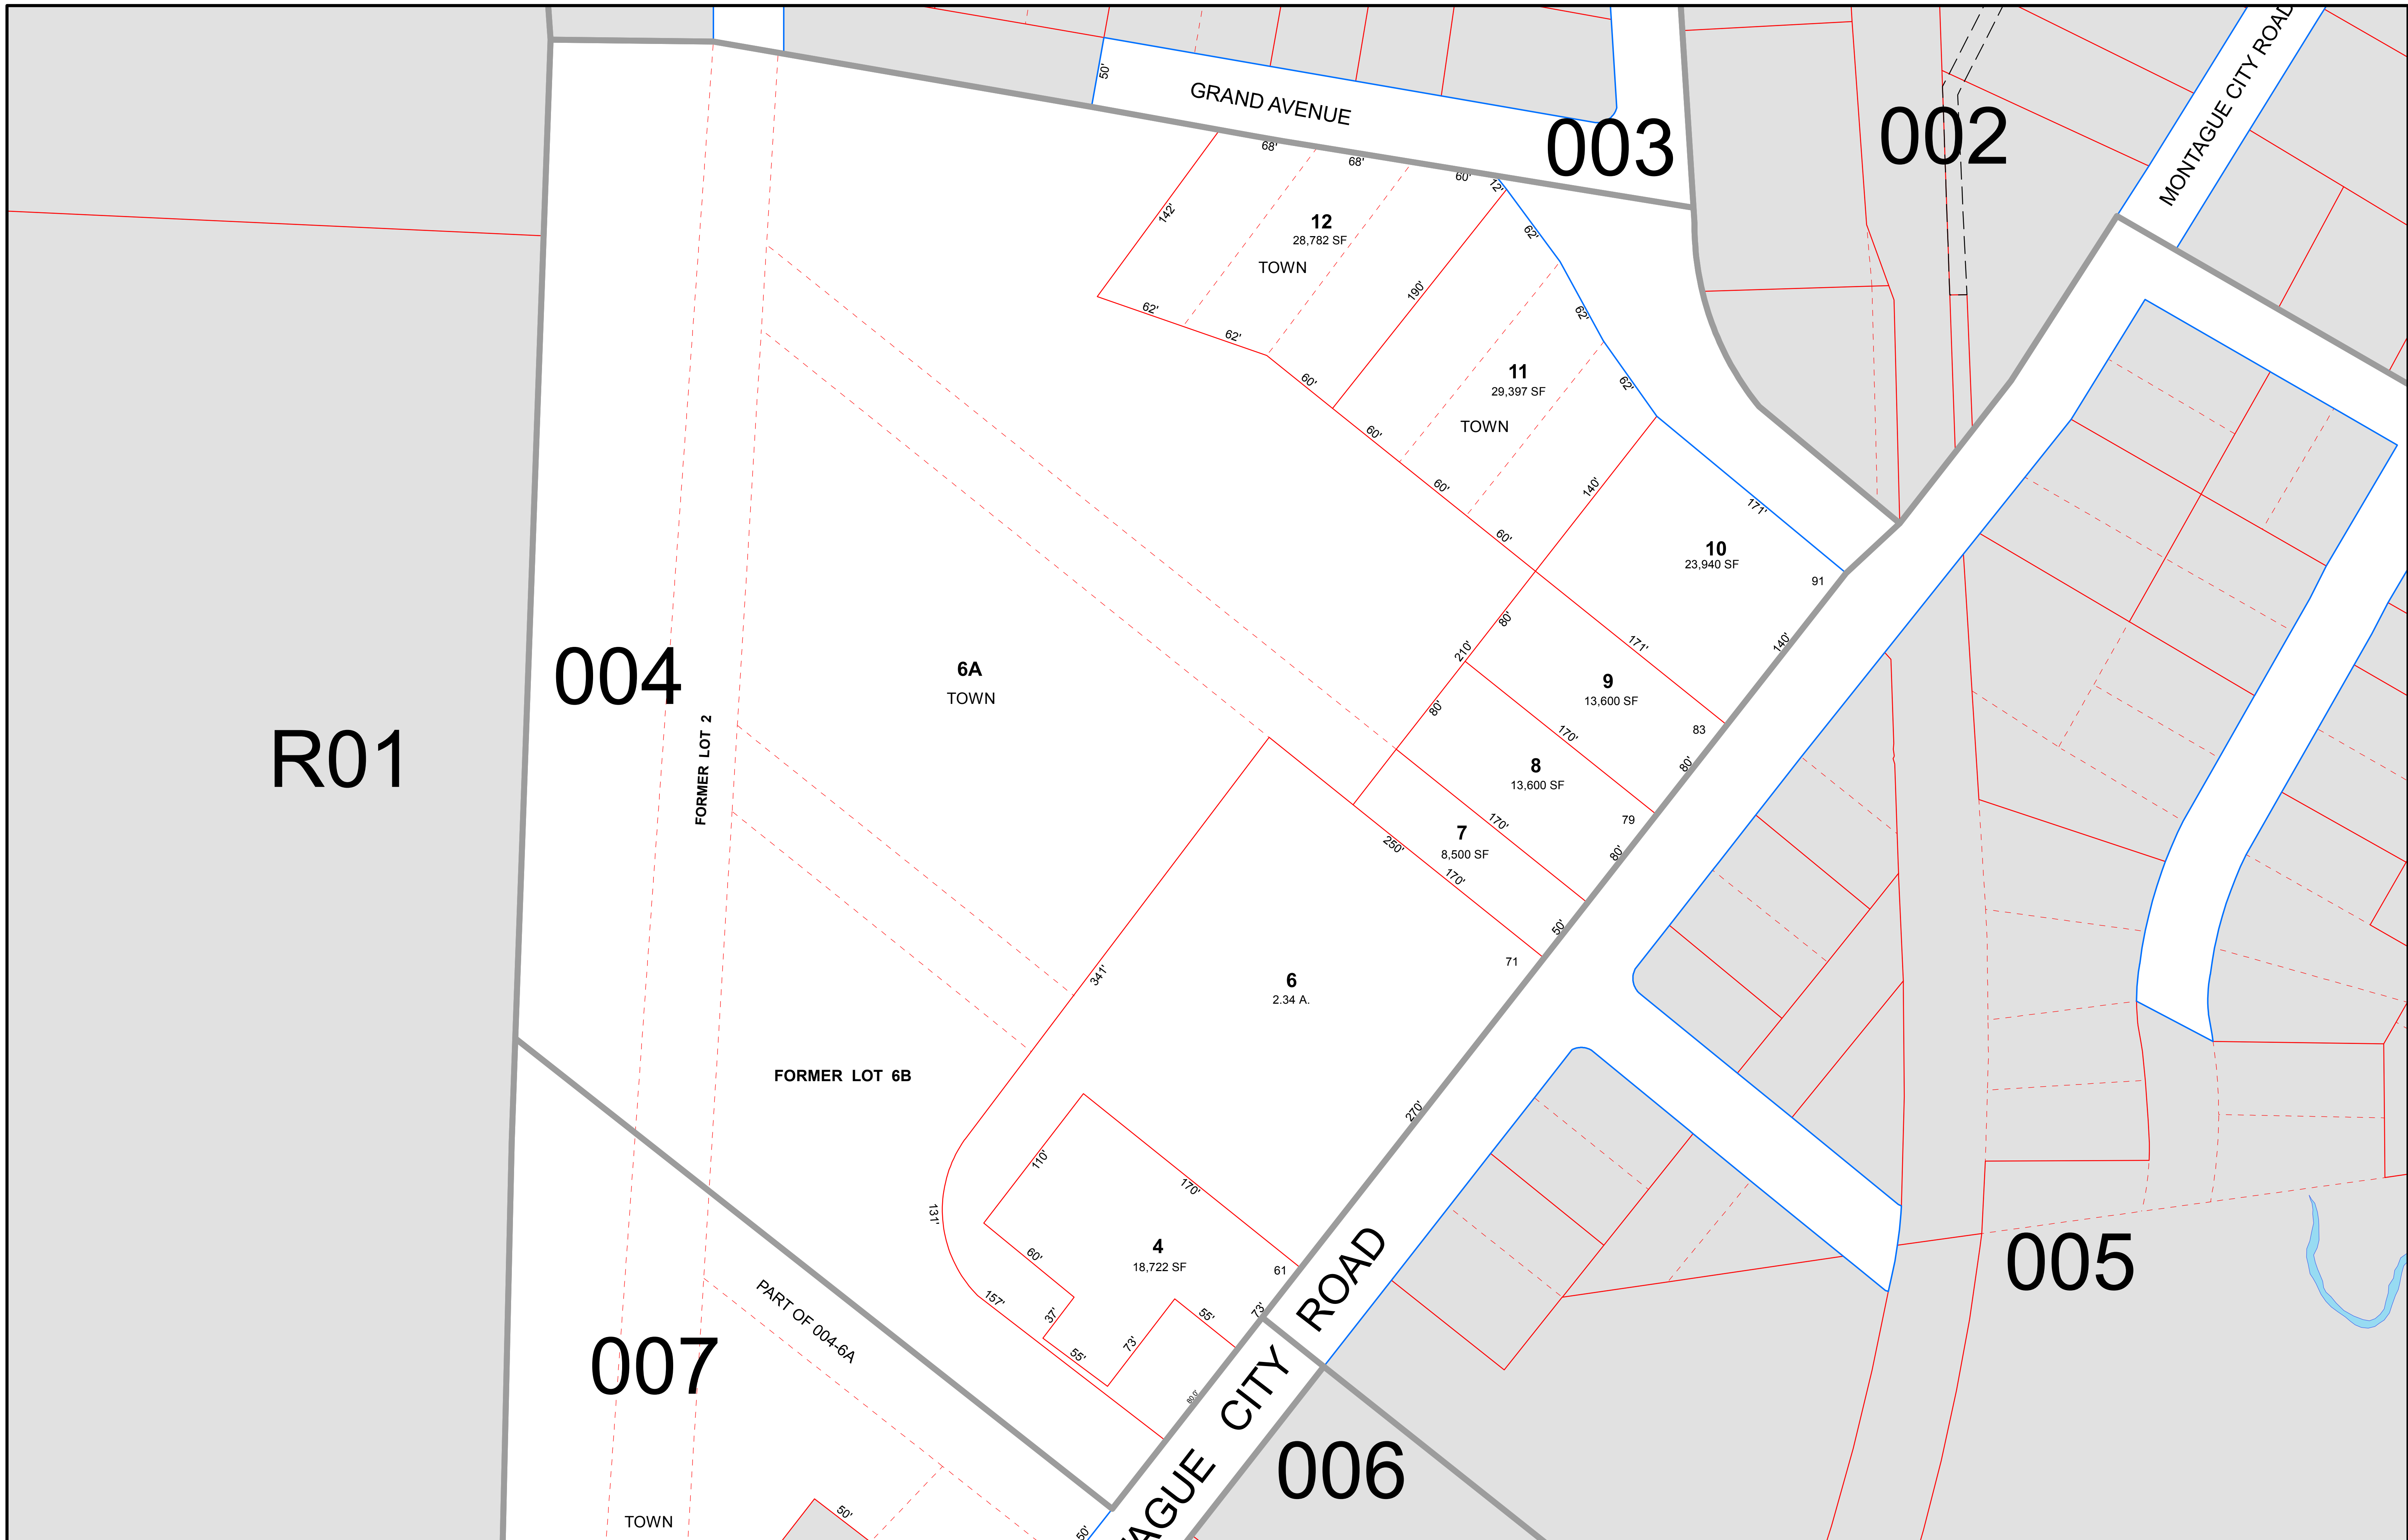 MONTAGUE CITY ROAD
50'
GRAND AVENUE
003
002
68'
68'
60'
12'
142'
12
28,782 SF
TOWN
62'
190'
62'
62'
62'
60'
11
29,397 SF
TOWN
62'
60'
60'
140'
171'
60'
10
23,940 SF
91
80'
210'
171'
140'
004
6A
TOWN
9
13,600 SF
83
80'
170'
80'
R01
FORMER LOT 2
8
13,600 SF
79
170'
7
8,500 SF
80'
250'
170'
50'
71
341'
6
2.34 A.
FORMER LOT 6B
270'
110'
170'
131'
4
18,722 SF
61
60'
157'
37'
55'
73'
55'
73'
80.0'
ROAD
005
PART OF 004-6A
007
CITY
006
AGUE
TOWN
50'
50'